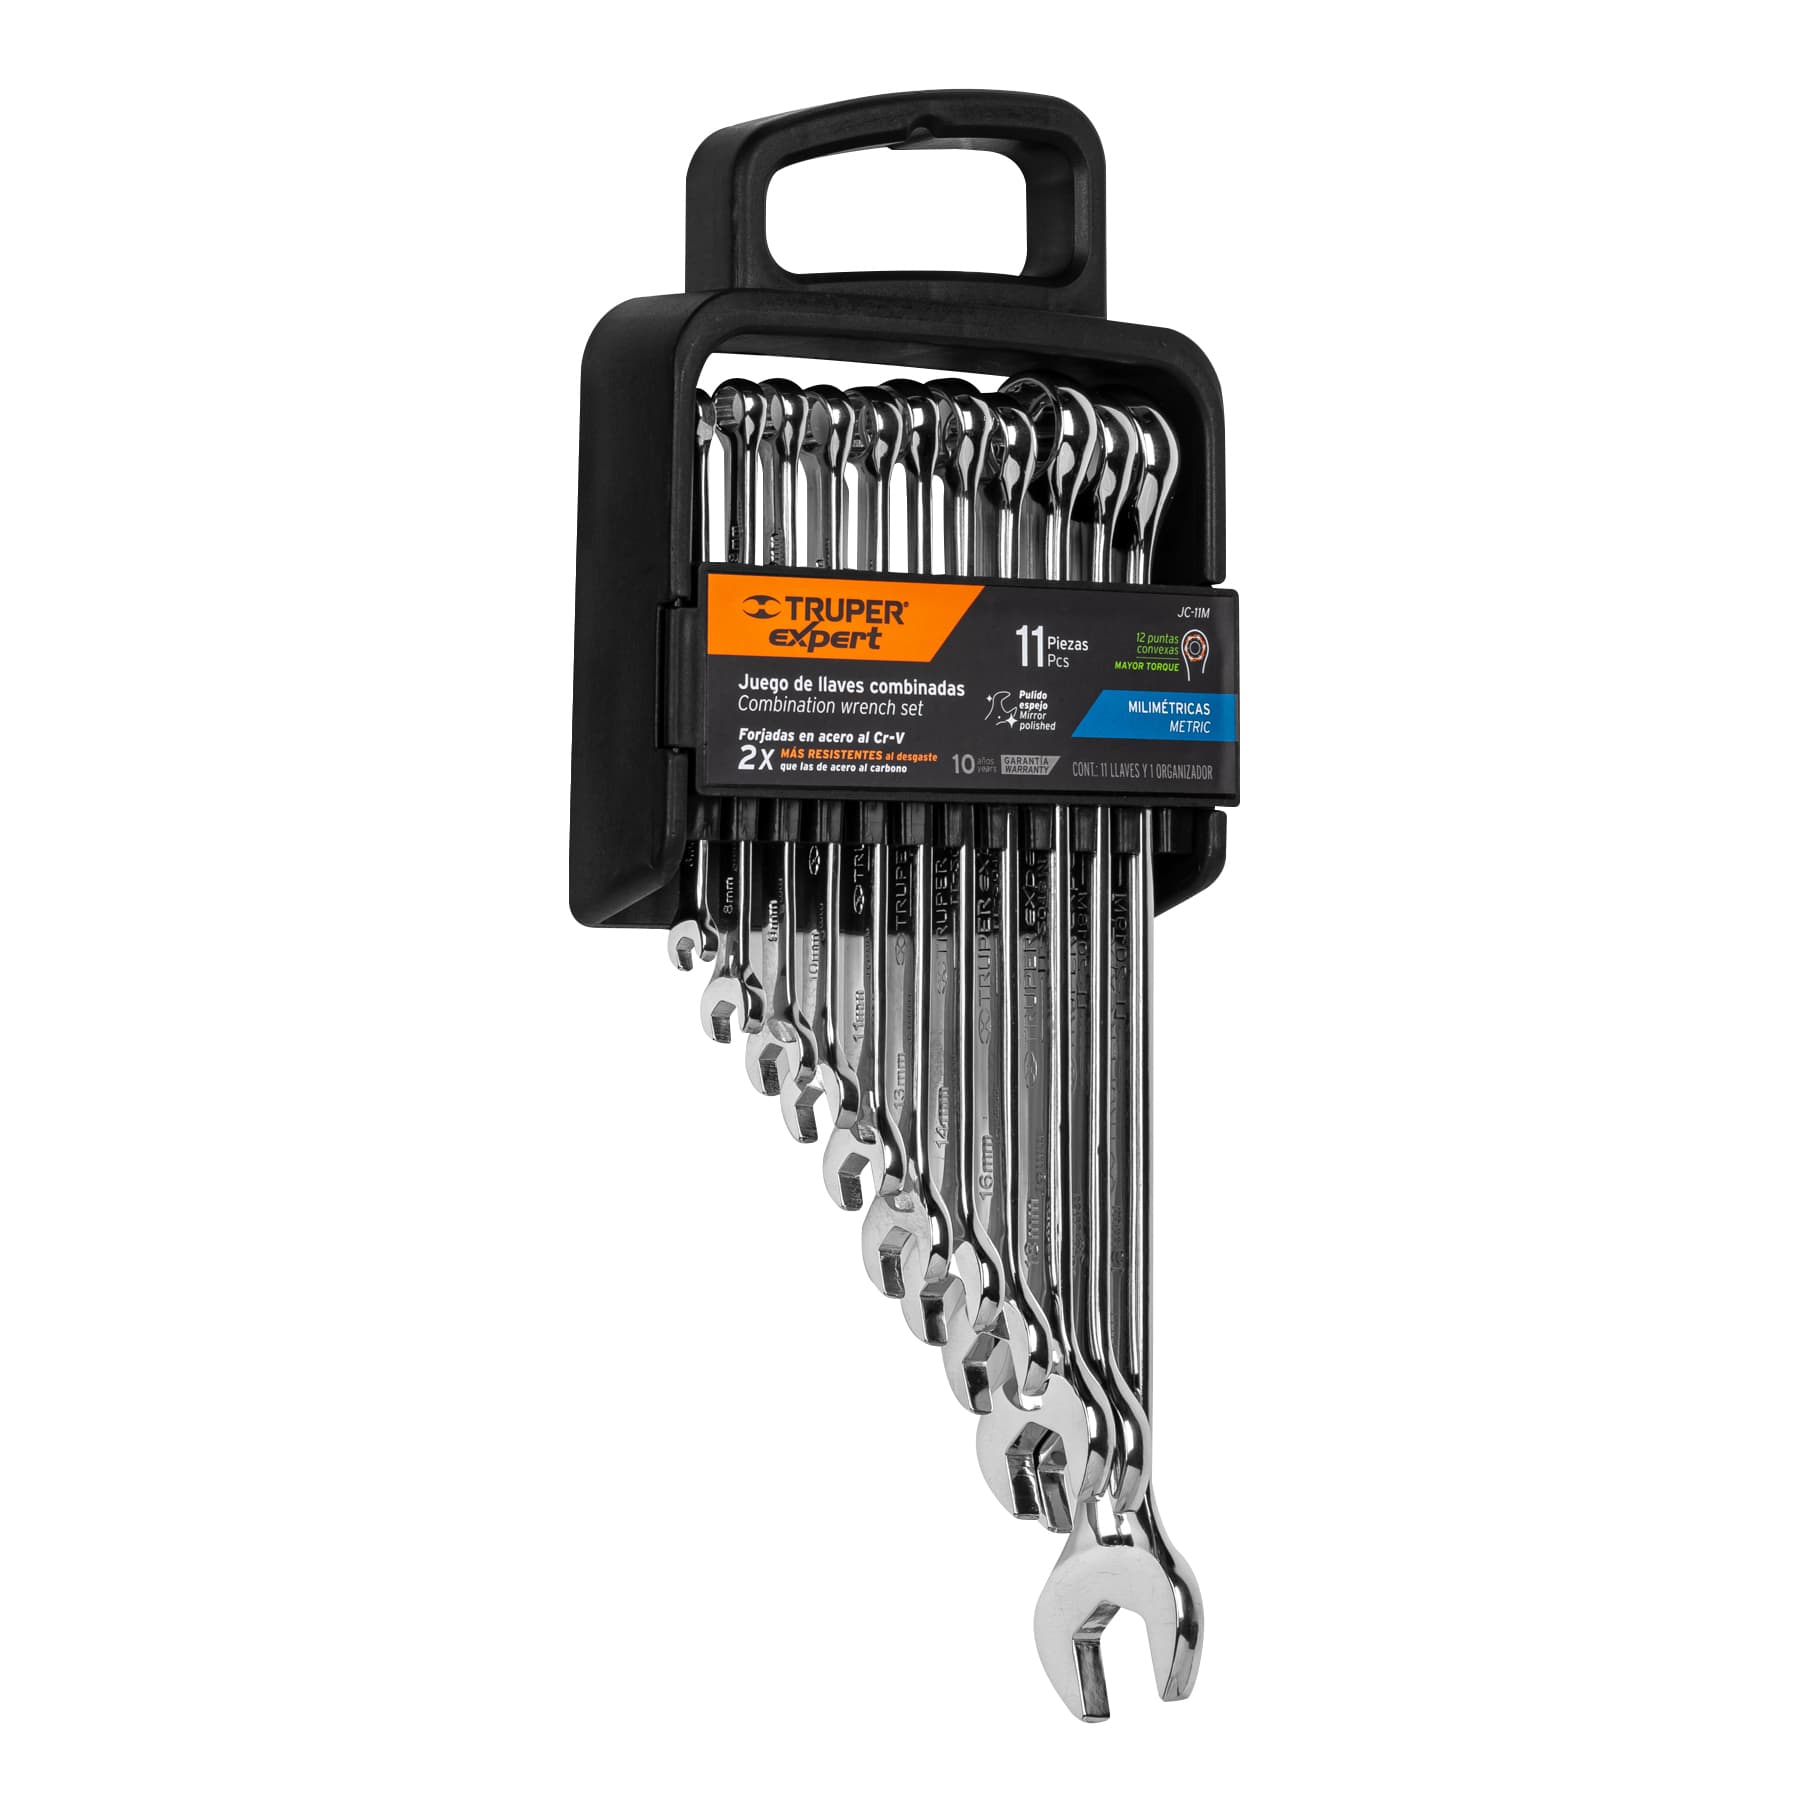 TRUPER®
expert
JC-11M
11 Piezas
Pcs
12 puntas
convexas
MAYOR TORQUE
Juego de llaves combinadas
Combination wrench set
Pulido
espejo
Mirror
polished
MILIMÉTRICAS
METRIC
Forjadas en acero al Cr-V
2X MÁS RESISTENTES al desgaste
que las de acero al carbono
10 años
years
GARANTÍA
WARRANTY
CONT.: 11 LLAVES Y 1 ORGANIZADOR
8mm
9mm
10mm
11mm
13mm
14mm
16mm
18mm
TRUPER
TRUPER
TRUPER EX
TRUPER EXPE